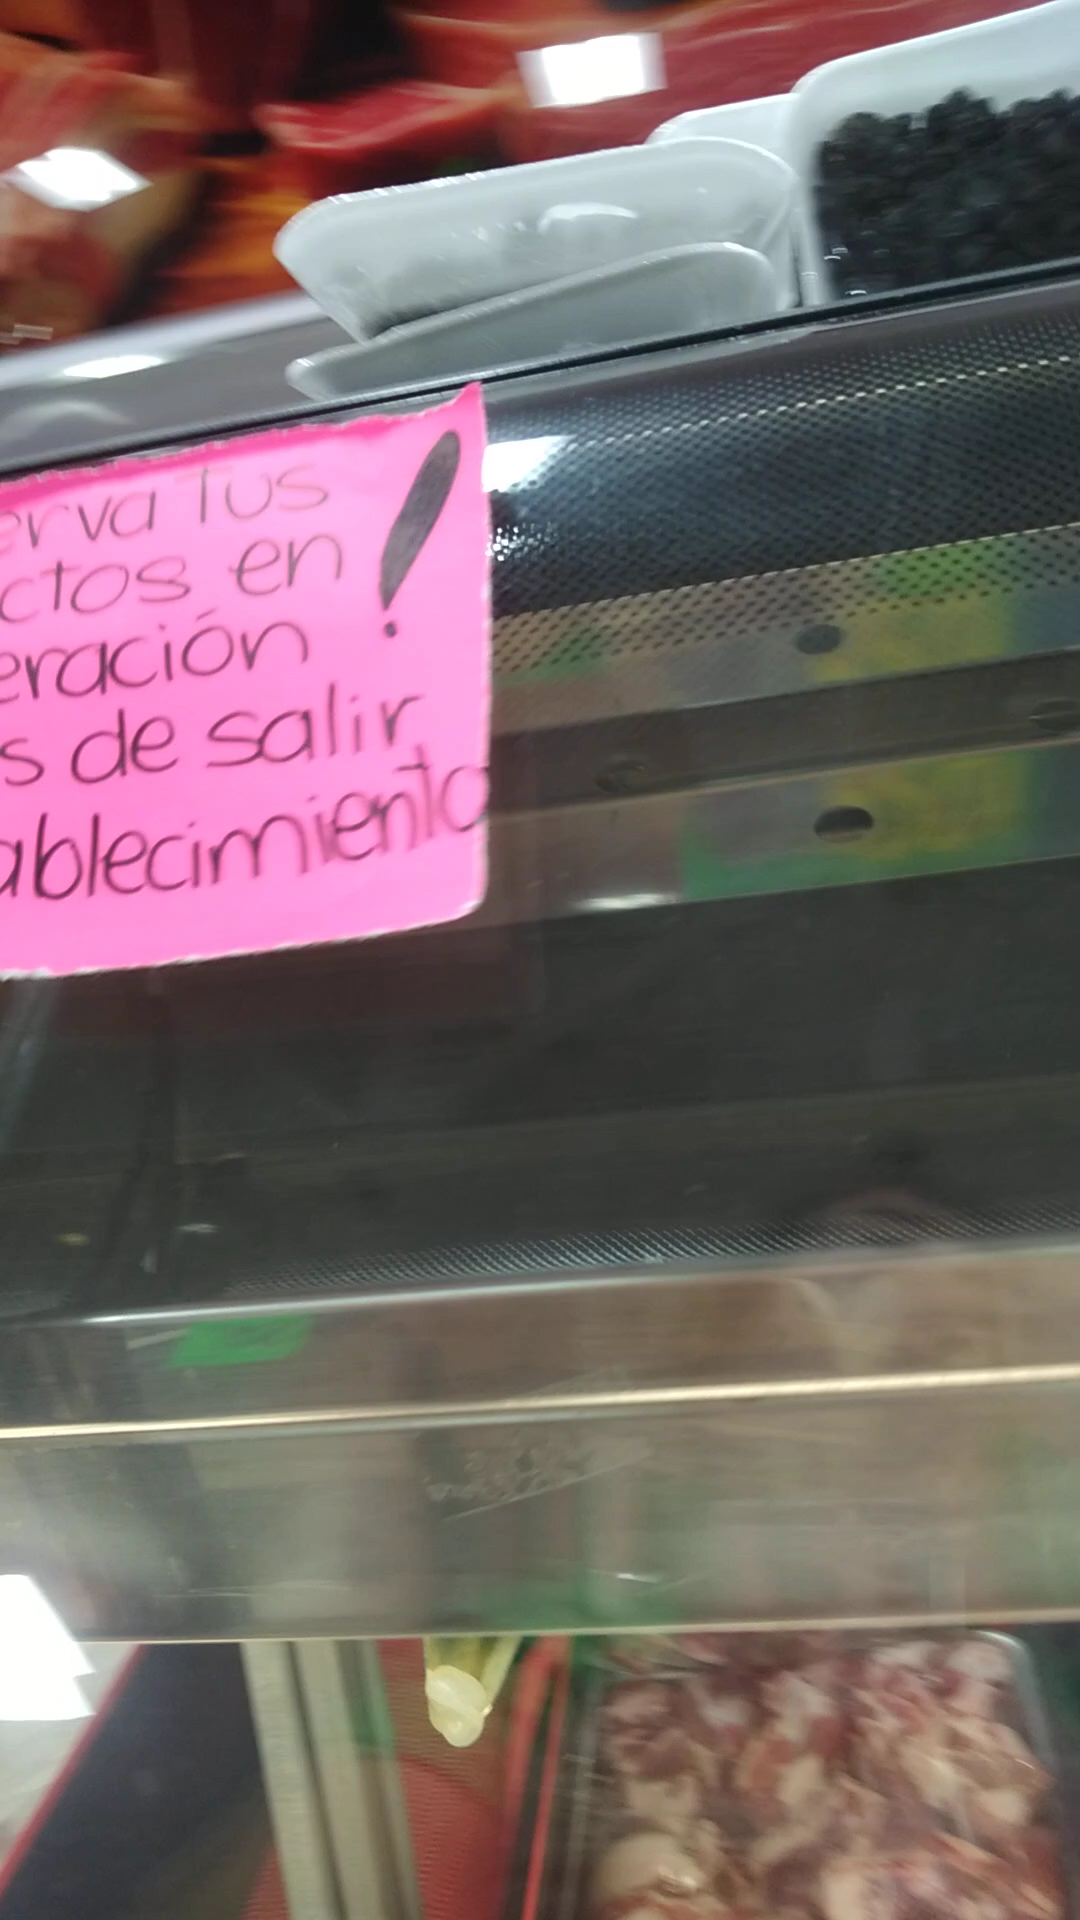 erva Tus
ctos en !
eración
s de salir
ablecimiento